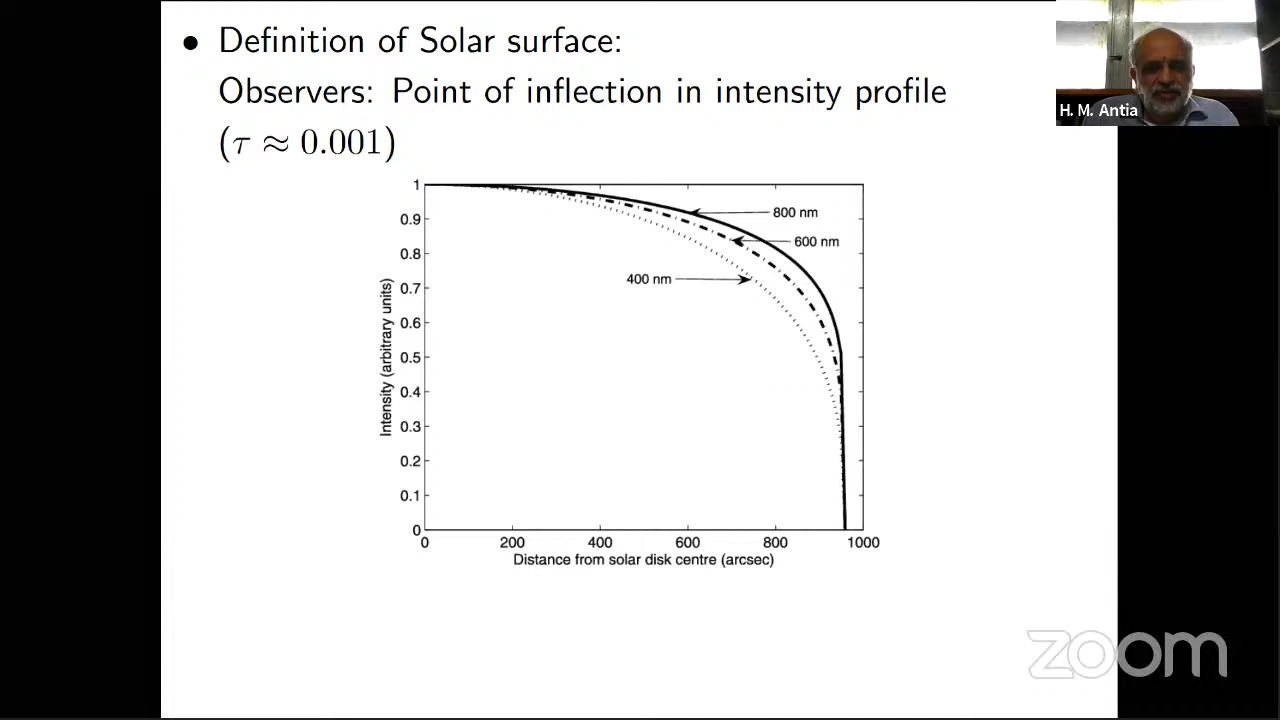 • Definition of Solar surface:
Observers: Point of inflection in intensity profile
(τ ≈ 0.001)
H. M. Antia
1
0.9
0.8
0.7
0.6
0.5
0.4
0.3
0.2
0.1
0
Intensity (arbitrary units)
800 nm
600 nm
400 nm
0 200 400 600 800 1000
Distance from solar disk centre (arcsec)
zoom